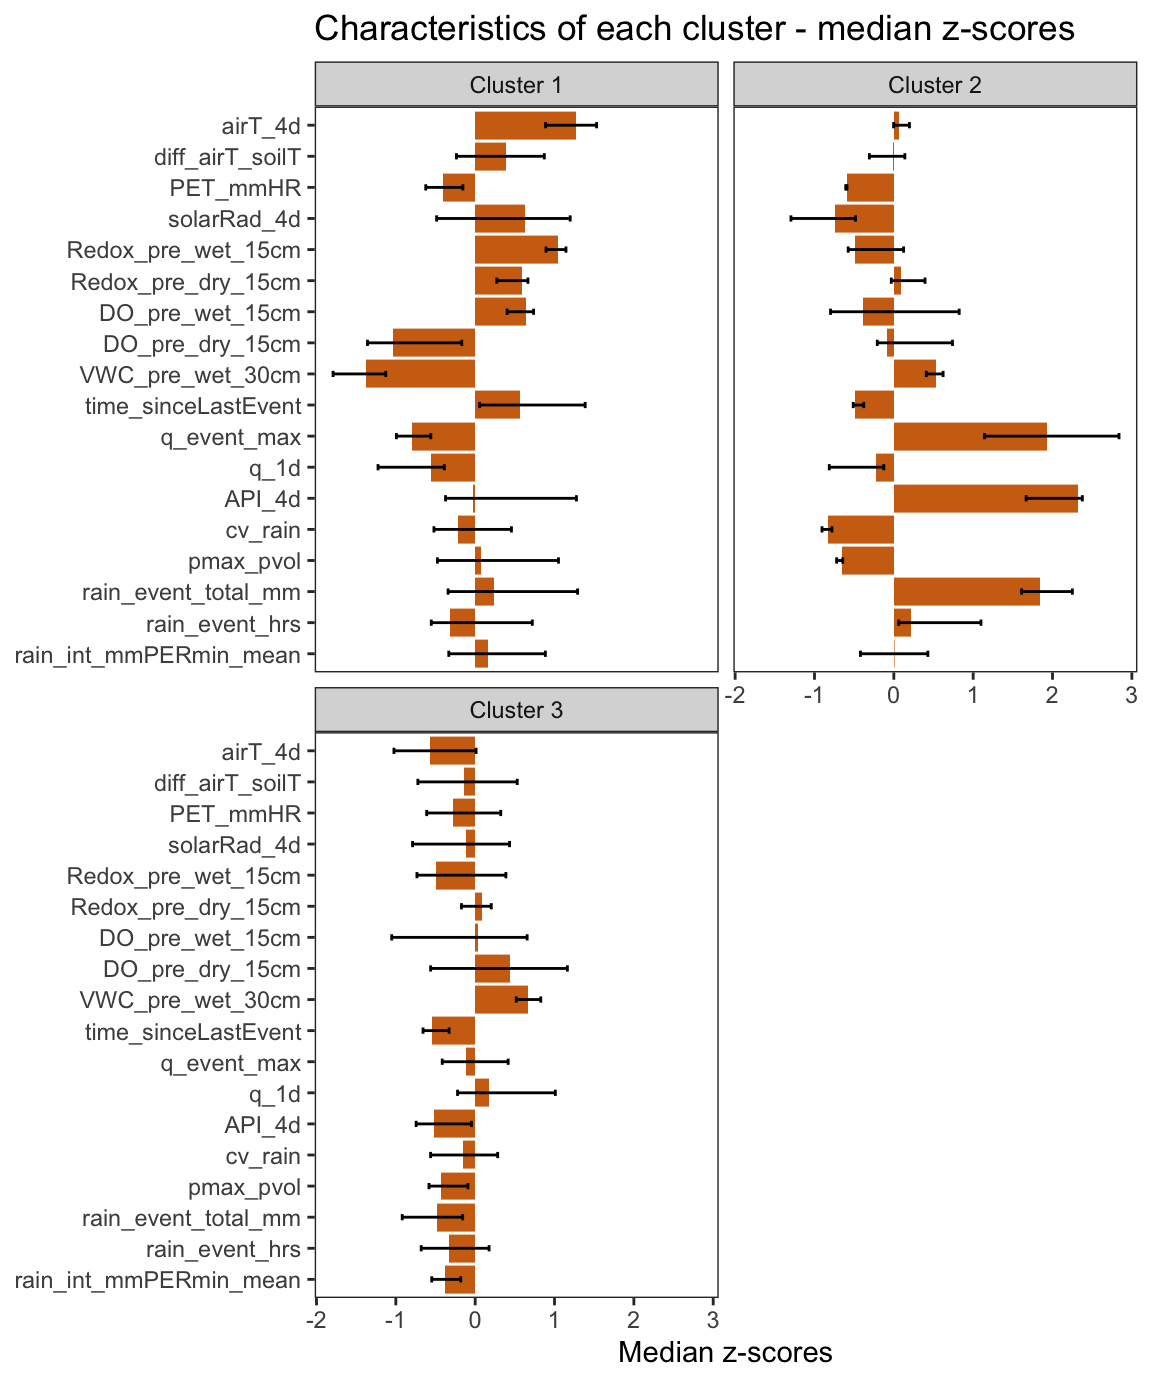 Characteristics of each cluster - median z-scores
Cluster 1
Cluster 2
airT_4d
diff_airT_soilT
PET_mmHR
solarRad_4d
Redox_pre_wet_15cm
Redox_pre_dry_15cm
DO_pre_wet_15cm
DO_pre_dry_15cm
VWC_pre_wet_30cm
time_sinceLastEvent
q_event_max
q_1d
API_4d
cv_rain
pmax_pvol
rain_event_total_mm
rain_event_hrs
rain_int_mmPERmin_mean
-2 -1 0 1 2 3
Cluster 3
airT_4d
diff_airT_soilT
PET_mmHR
solarRad_4d
Redox_pre_wet_15cm
Redox_pre_dry_15cm
DO_pre_wet_15cm
DO_pre_dry_15cm
VWC_pre_wet_30cm
time_sinceLastEvent
q_event_max
q_1d
API_4d
cv_rain
pmax_pvol
rain_event_total_mm
rain_event_hrs
rain_int_mmPERmin_mean
-2 -1 0 1 2 3
Median z-scores